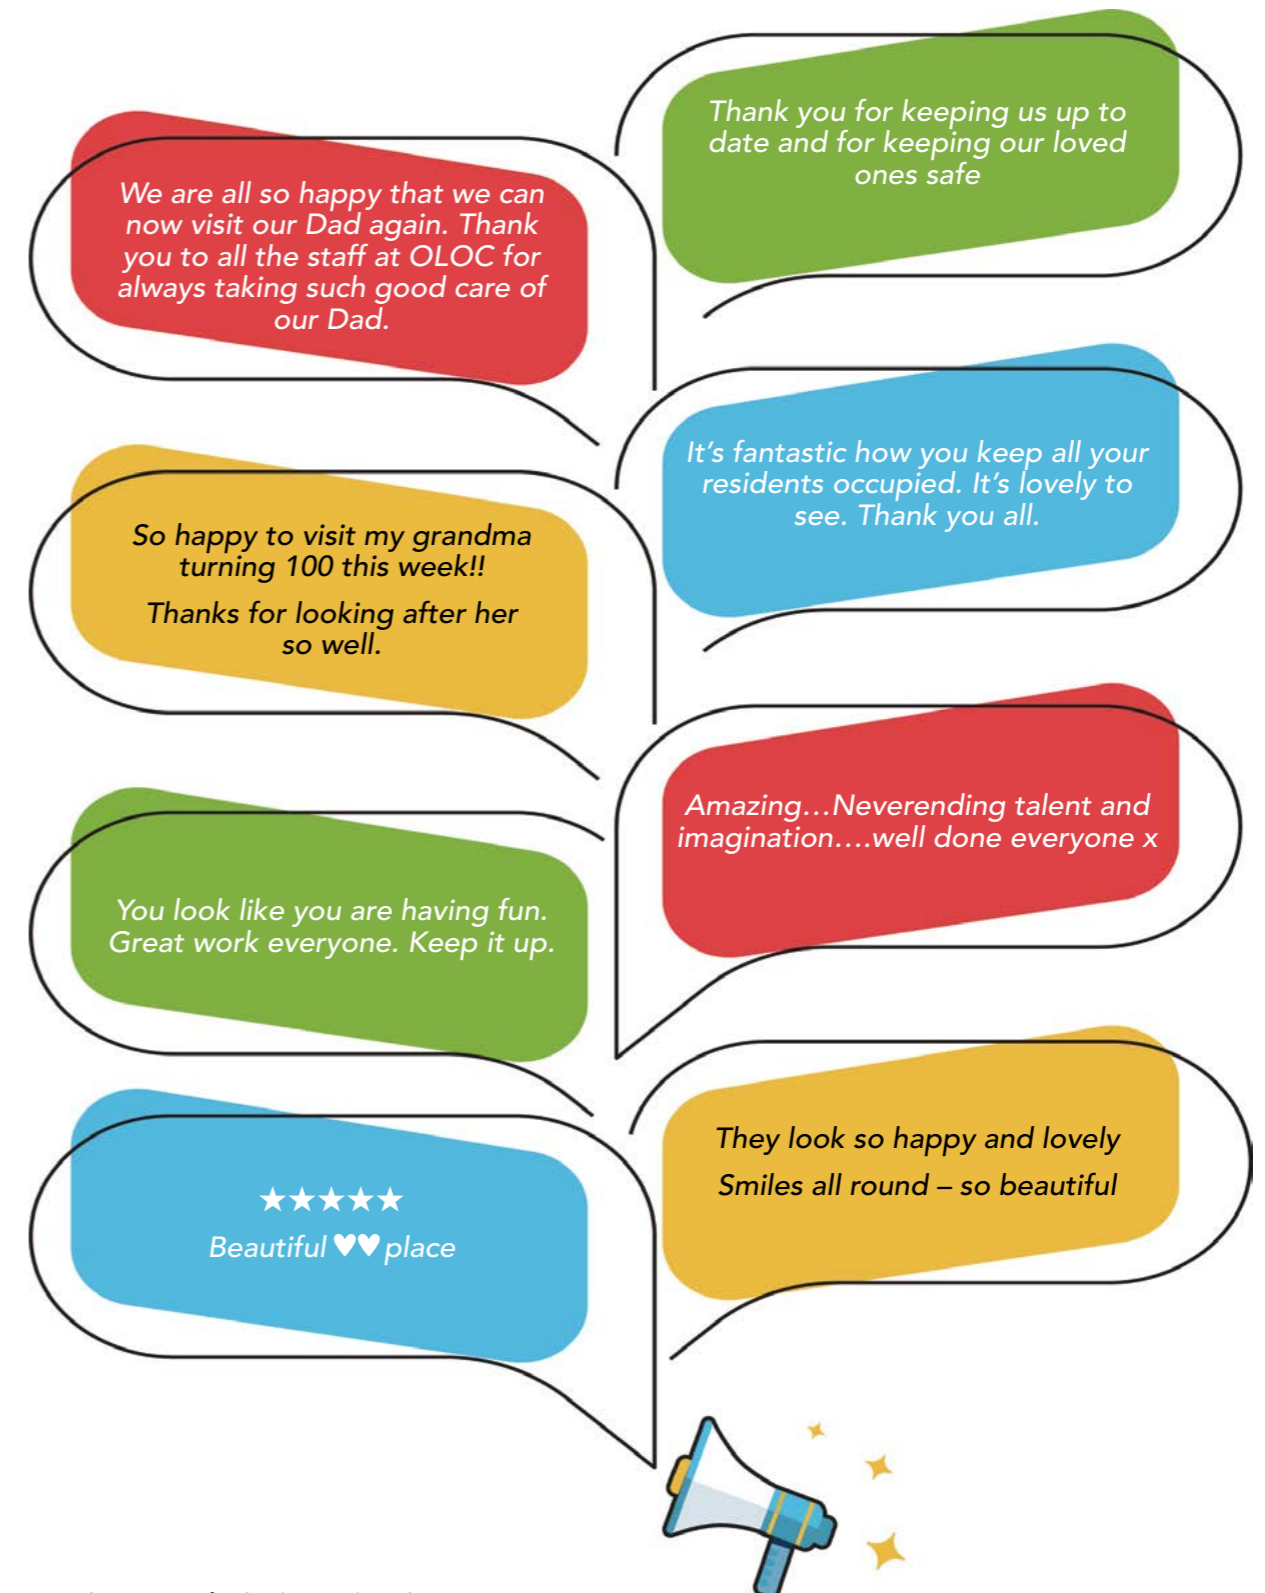 Thank you for keeping us up to
date and for keeping our loved
ones safe
We are all so happy that we can
now visit our Dad again. Thank
you to all the staff at OLOC for
always taking such good care of
our Dad.
It's fantastic how you keep all your
residents occupied. It's lovely to
see. Thank you all.
So happy to visit my grandma
turning 100 this week!!
Thanks for looking after her
so well.
Amazing...Neverending talent and
imagination....well done everyone x
You look like you are having fun.
Great work everyone. Keep it up.
They look so happy and lovely
Smiles all round – so beautiful
★★★★★
Beautiful ♥♥ place